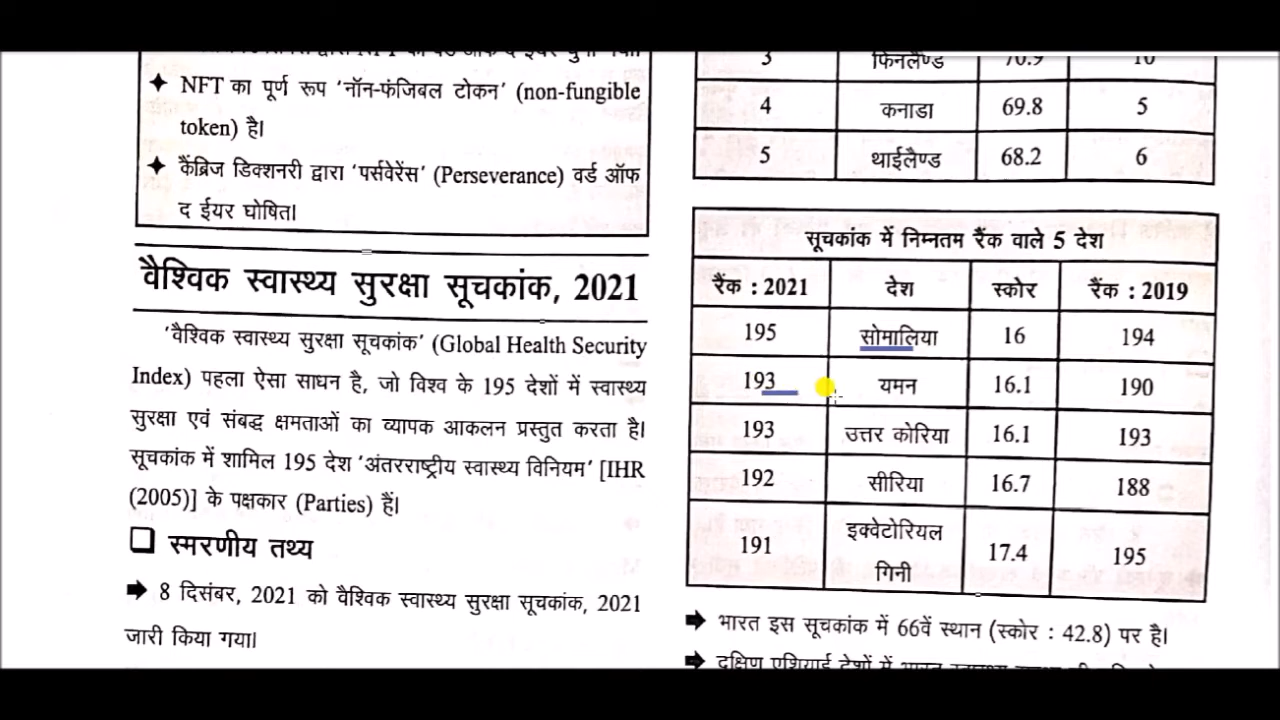 ✦ NFT का पूर्ण रूप 'नॉन-फंजिबल टोकन' (non-fungible
token) है।
✦ कैंब्रिज डिक्शनरी द्वारा 'पर्सवेरेंस' (Perseverance) वर्ड ऑफ
द ईयर घोषित।
वैश्विक स्वास्थ्य सुरक्षा सूचकांक, 2021
'वैश्विक स्वास्थ्य सुरक्षा सूचकांक' (Global Health Security
Index) पहला ऐसा साधन है, जो विश्व के 195 देशों में स्वास्थ्य
सुरक्षा एवं संबद्ध क्षमताओं का व्यापक आकलन प्रस्तुत करता है।
सूचकांक में शामिल 195 देश 'अंतरराष्ट्रीय स्वास्थ्य विनियम' [IHR
(2005)] के पक्षकार (Parties) हैं।
❑ स्मरणीय तथ्य
➡ 8 दिसंबर, 2021 को वैश्विक स्वास्थ्य सुरक्षा सूचकांक, 2021
जारी किया गया।
3 फिनलैण्ड 70.9 10
4 कनाडा 69.8 5
5 थाईलैण्ड 68.2 6
सूचकांक में निम्नतम रैंक वाले 5 देश
रैंक : 2021 देश स्कोर रैंक : 2019
195 सोमालिया 16 194
193 यमन 16.1 190
193 उत्तर कोरिया 16.1 193
192 सीरिया 16.7 188
191 इक्वेटोरियल गिनी 17.4 195
➡ भारत इस सूचकांक में 66वें स्थान (स्कोर : 42.8) पर है।
➡ दक्षिण एशियाई देशों में भारत